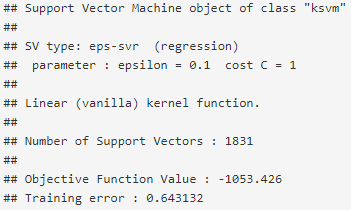 ## Support Vector Machine object of class "ksvm"
##
## SV type: eps-svr  (regression)
##  parameter : epsilon = 0.1  cost C = 1
##
## Linear (vanilla) kernel function.
##
## Number of Support Vectors : 1831
##
## Objective Function Value : -1053.426
## Training error : 0.643132